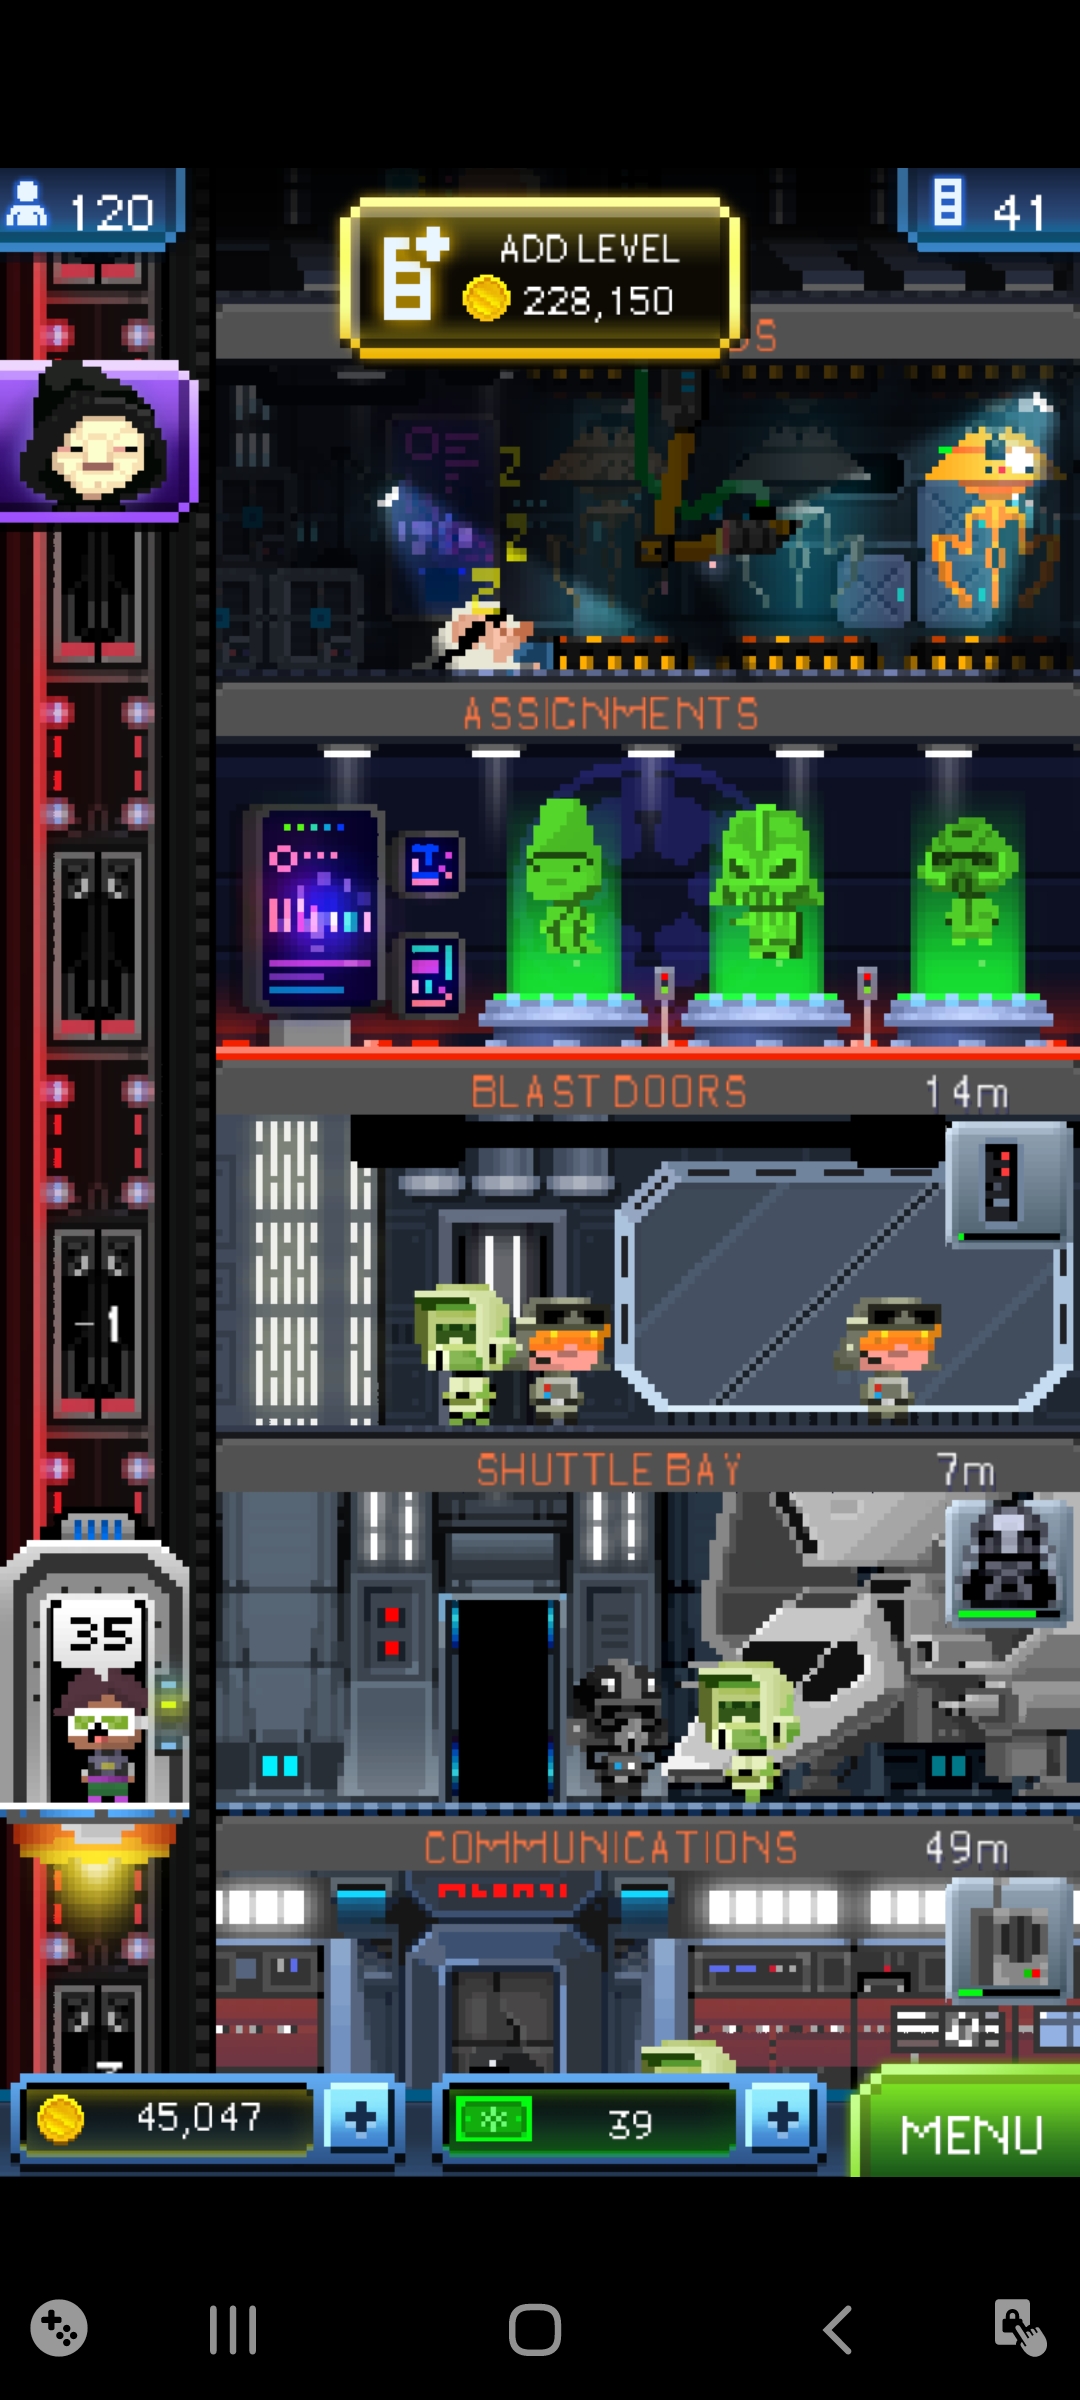 120
ADD LEVEL
228,150
41
ASSIGNMENTS
BLAST DOORS 14m
-1
SHUTTLE BAY 7m
35
COMMUNICATIONS 49m
45,047
39
MENU